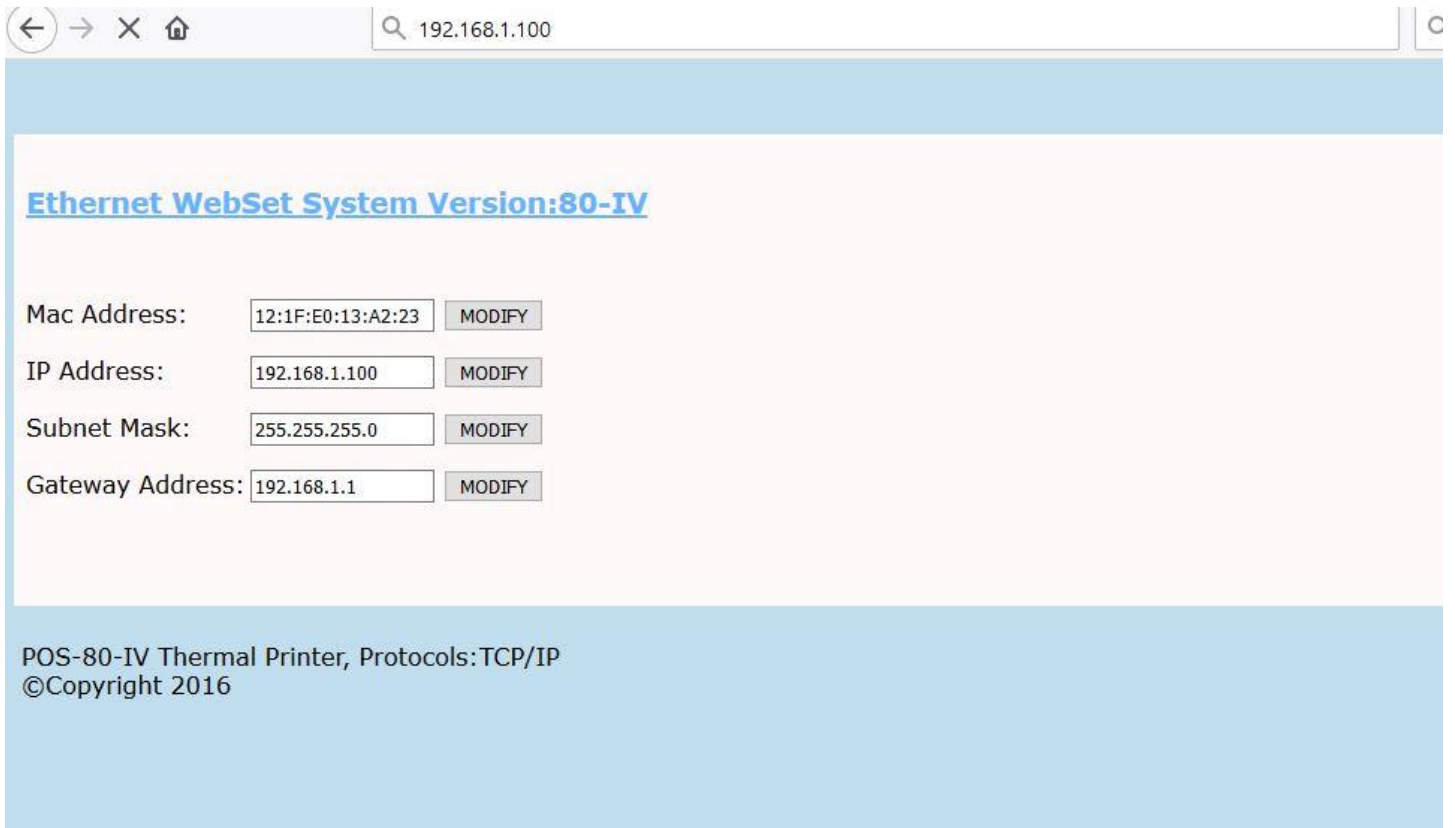 192.168.1.100
Ethernet WebSet System Version:80-IV
Mac Address: 12:1F:E0:13:A2:23 MODIFY
IP Address: 192.168.1.100 MODIFY
Subnet Mask: 255.255.255.0 MODIFY
Gateway Address: 192.168.1.1 MODIFY
POS-80-IV Thermal Printer, Protocols:TCP/IP
©Copyright 2016